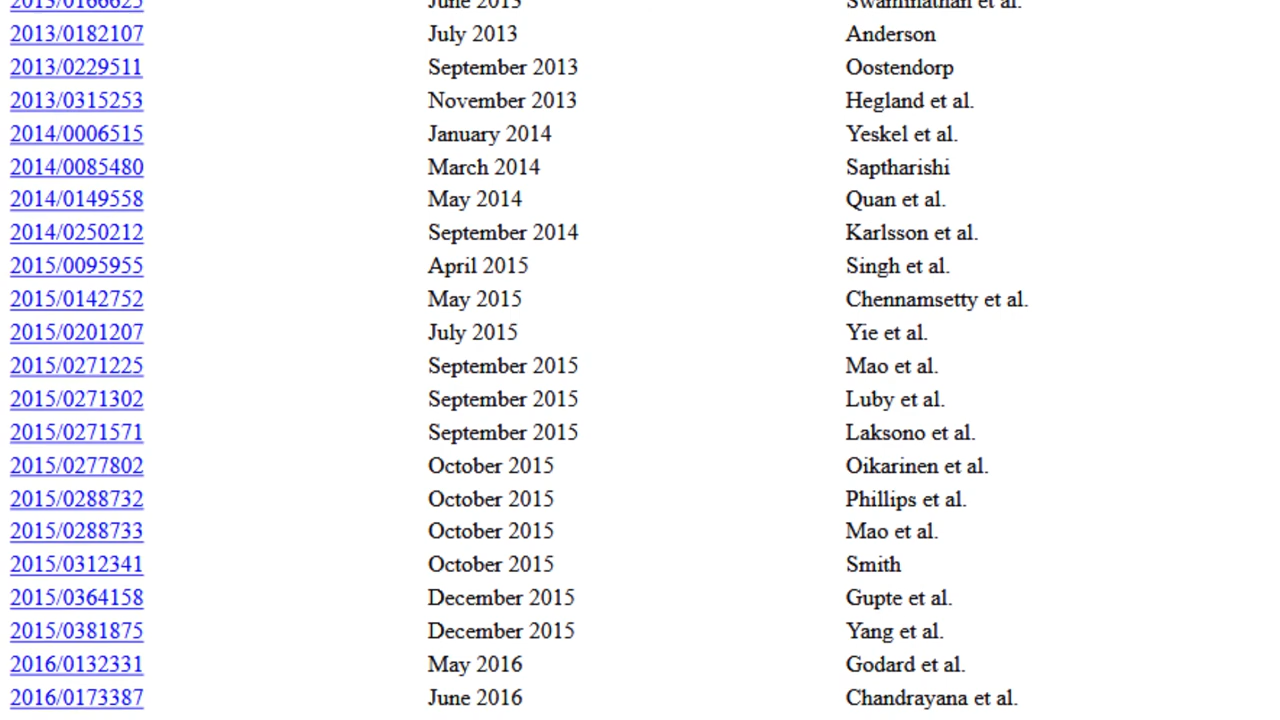 2013/0166625 June 2013 Swaminathan et al.
2013/0182107 July 2013 Anderson
2013/0229511 September 2013 Oostendorp
2013/0315253 November 2013 Hegland et al.
2014/0006515 January 2014 Yeskel et al.
2014/0085480 March 2014 Saptharishi
2014/0149558 May 2014 Quan et al.
2014/0250212 September 2014 Karlsson et al.
2015/0095955 April 2015 Singh et al.
2015/0142752 May 2015 Chennamsetty et al.
2015/0201207 July 2015 Yie et al.
2015/0271225 September 2015 Mao et al.
2015/0271302 September 2015 Luby et al.
2015/0271571 September 2015 Laksono et al.
2015/0277802 October 2015 Oikarinen et al.
2015/0288732 October 2015 Phillips et al.
2015/0288733 October 2015 Mao et al.
2015/0312341 October 2015 Smith
2015/0364158 December 2015 Gupte et al.
2015/0381875 December 2015 Yang et al.
2016/0132331 May 2016 Godard et al.
2016/0173387 June 2016 Chandrayana et al.